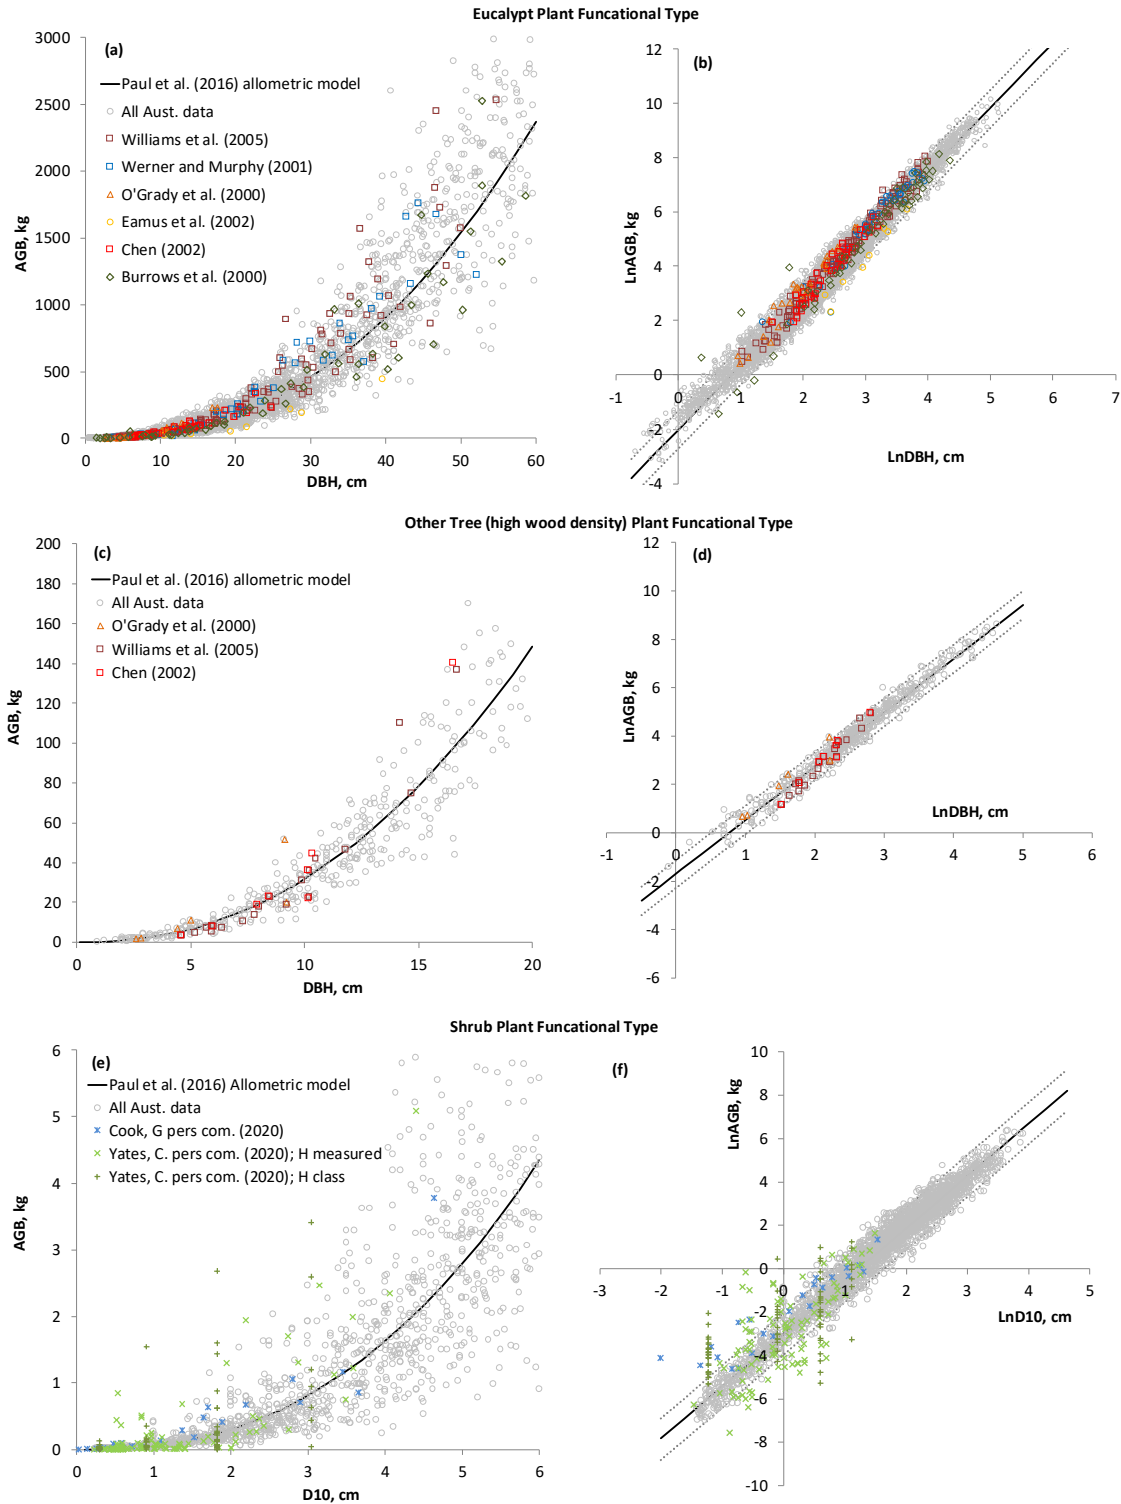 Eucalypt Plant Funcational Type
(a)
3000
2500
2000
1500
1000
500
0
AGB, kg
Paul et al. (2016) allometric model
All Aust. data
Williams et al. (2005)
Werner and Murphy (2001)
O'Grady et al. (2000)
Eamus et al. (2002)
Chen (2002)
Burrows et al. (2000)
0 10 20 30 40 50 60
DBH, cm
(b)
12
10
8
6
4
2
0
-2
-4
LnAGB, kg
-1 0 1 2 3 4 5 6 7
LnDBH, cm
Other Tree (high wood density) Plant Funcational Type
(c)
200
180
160
140
120
100
80
60
40
20
0
AGB, kg
Paul et al. (2016) allometric model
All Aust. data
O'Grady et al. (2000)
Williams et al. (2005)
Chen (2002)
0 5 10 15 20
DBH, cm
(d)
12
10
8
6
4
2
0
-2
-4
-6
LnAGB, kg
LnDBH, cm
-1 0 1 2 3 4 5 6
Shrub Plant Funcational Type
(e)
6
5
4
3
2
1
0
AGB, kg
Paul et al. (2016) Allometric model
All Aust. data
Cook, G pers com. (2020)
Yates, C. pers com. (2020); H measured
Yates, C. pers com. (2020); H class
0 1 2 3 4 5 6
D10, cm
(f)
10
8
6
4
2
0
-2
-4
-6
-8
-10
LnAGB, kg
-3 -2 -1 0 1 2 3 4 5
LnD10, cm